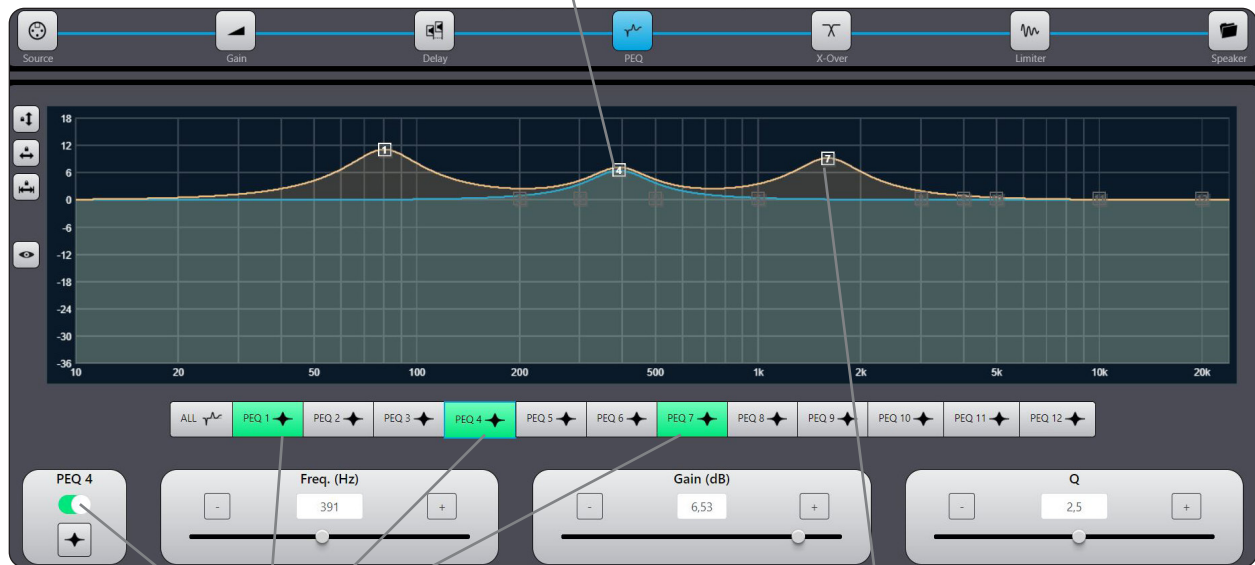 Source Gain Delay PEQ X-Over Limiter Speaker
18
12
6
0
-6
-12
-18
-24
-30
-36
1 4 7
10 20 50 100 200 500 1k 2k 5k 10k 20k
ALL PEQ 1 PEQ 2 PEQ 3 PEQ 4 PEQ 5 PEQ 6 PEQ 7 PEQ 8 PEQ 9 PEQ 10 PEQ 11 PEQ 12
PEQ 4 Freq. (Hz) Gain (dB) Q
- 391 + - 6,53 + - 2,5 +